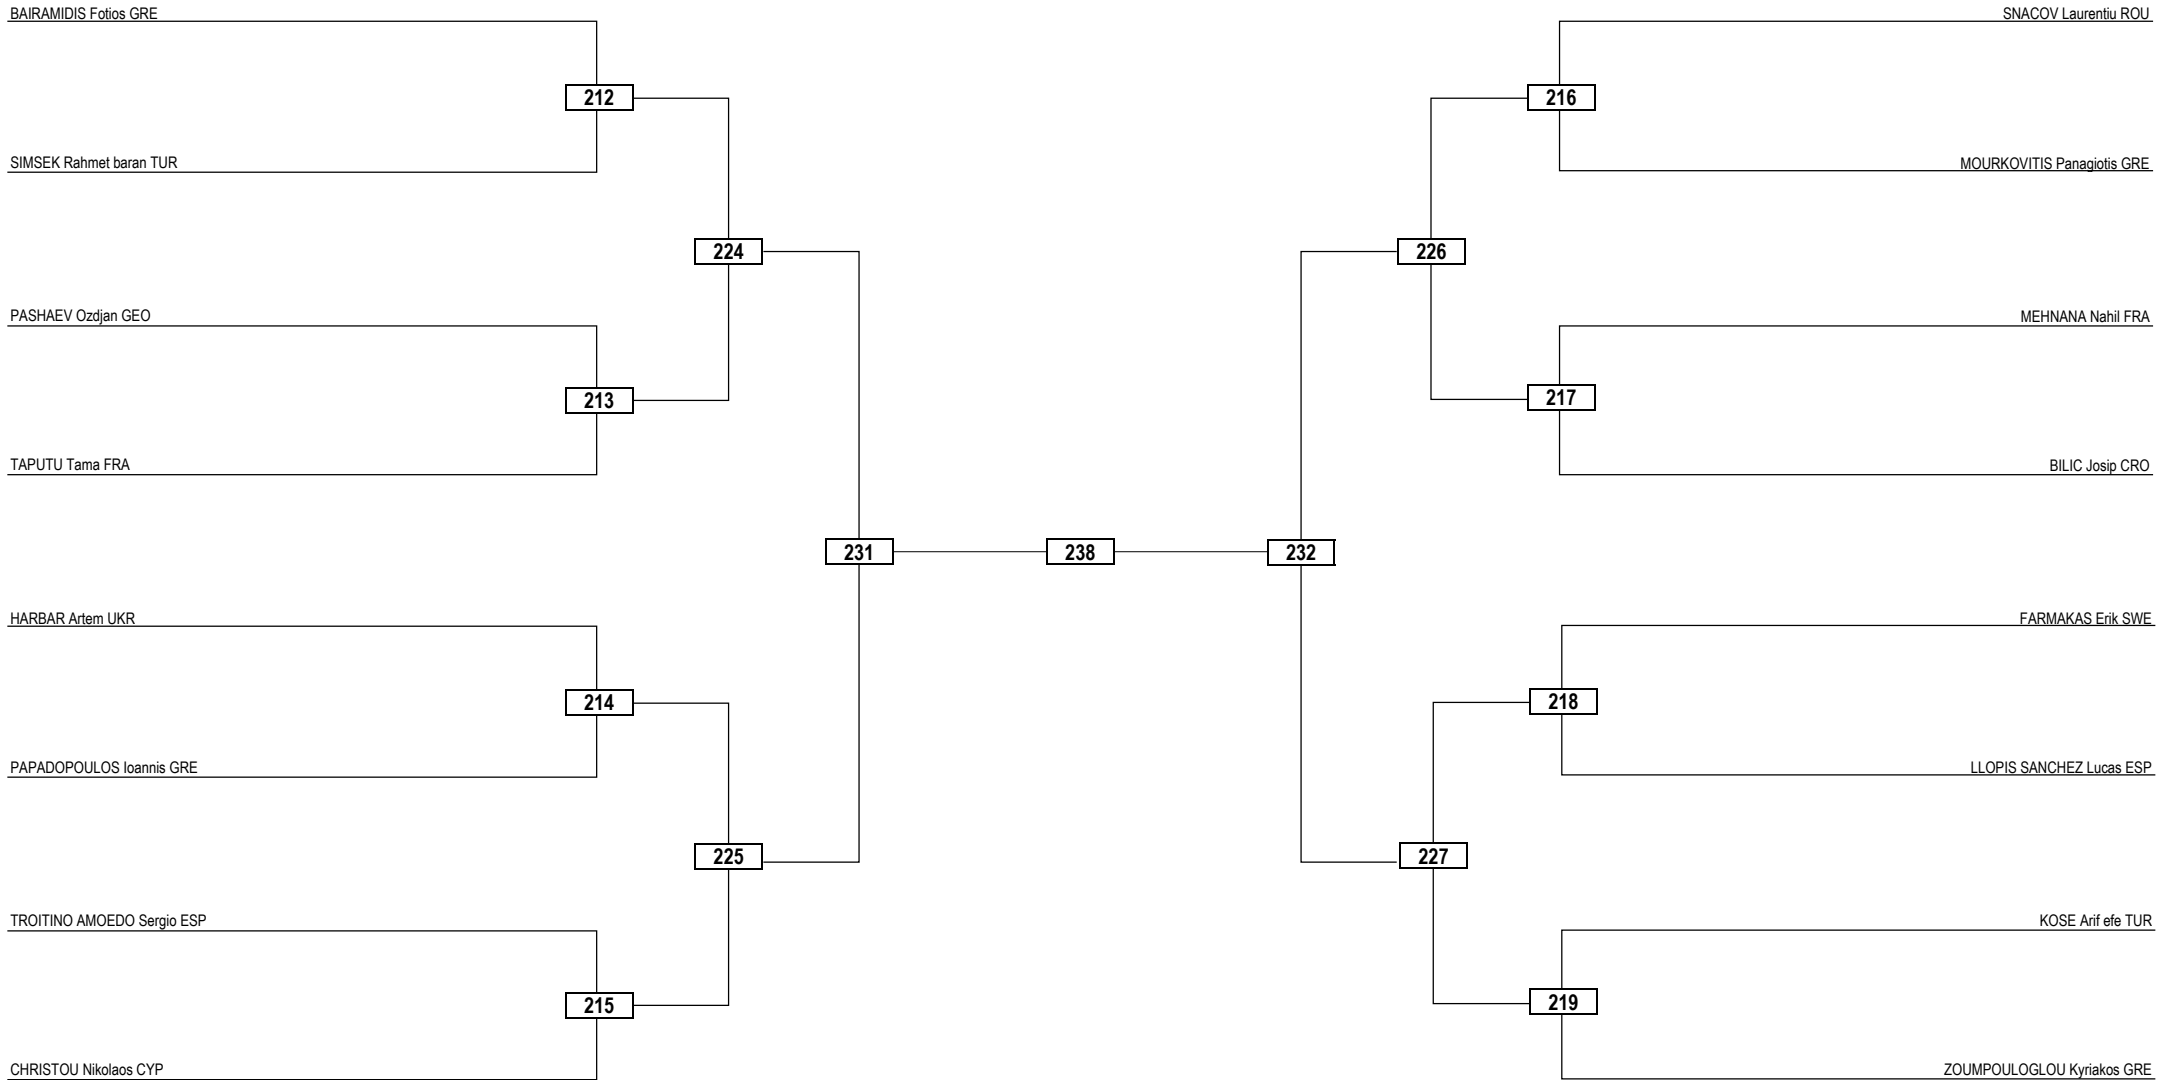 BAIRAMIDIS Fotios GRE
SNACOV Laurentiu ROU
212
216
SIMSEK Rahmet baran TUR
MOURKOVITIS Panagiotis GRE
224
226
PASHAEV Ozdjan GEO
MEHNANA Nahil FRA
213
217
TAPUTU Tama FRA
BILIC Josip CRO
231
238
232
HARBAR Artem UKR
FARMAKAS Erik SWE
214
218
PAPADOPOULOS Ioannis GRE
LLOPIS SANCHEZ Lucas ESP
225
227
TROITINO AMOEDO Sergio ESP
KOSE Arif efe TUR
215
219
CHRISTOU Nikolaos CYP
ZOUMPOULOGLOU Kyriakos GRE